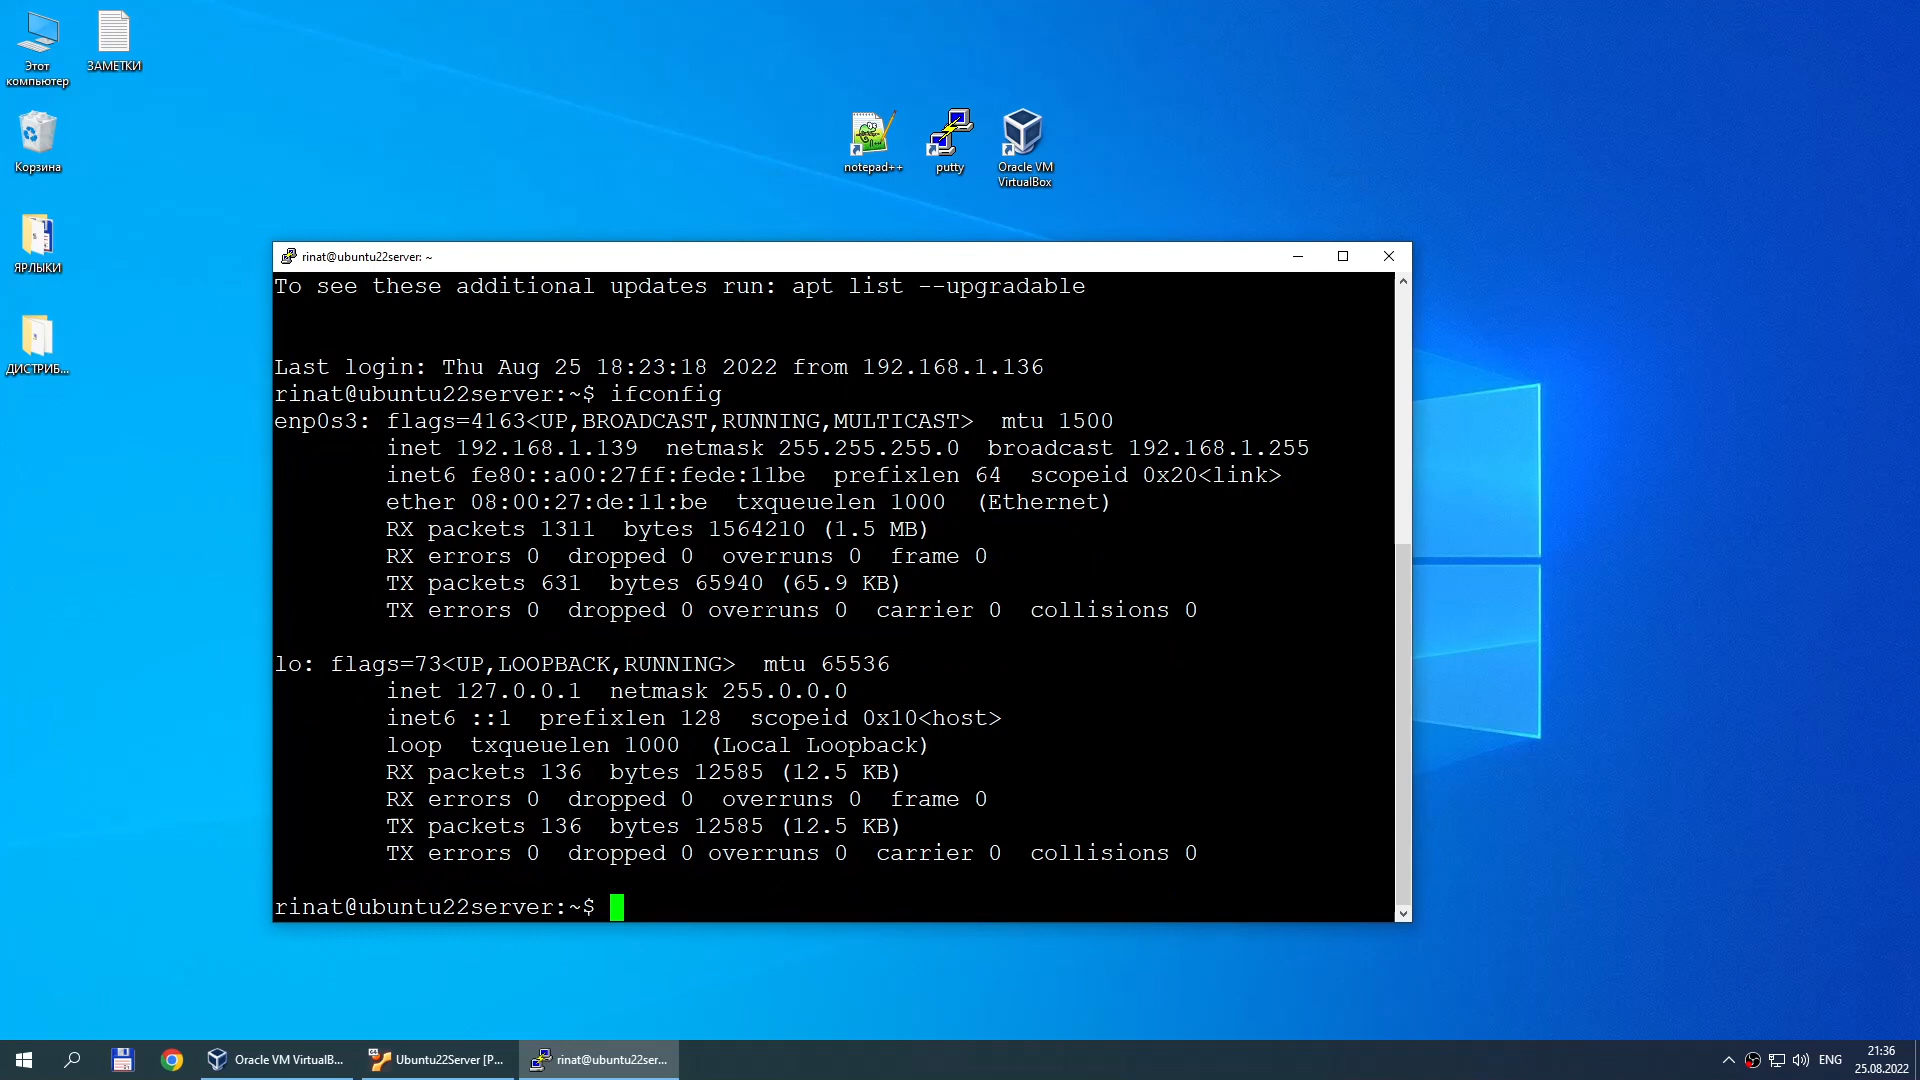 Этот
компьютер
ЗАМЕТКИ
Корзина
ЯРЛЫКИ
ДИСТРИБ...
notepad++
putty
Oracle VM
VirtualBox
rinat@ubuntu22server: ~
To see these additional updates run: apt list --upgradable
Last login: Thu Aug 25 18:23:18 2022 from 192.168.1.136
rinat@ubuntu22server:~$ ifconfig
enp0s3: flags=4163<UP,BROADCAST,RUNNING,MULTICAST>  mtu 1500
        inet 192.168.1.139  netmask 255.255.255.0  broadcast 192.168.1.255
        inet6 fe80::a00:27ff:fede:11be  prefixlen 64  scopeid 0x20<link>
        ether 08:00:27:de:11:be  txqueuelen 1000  (Ethernet)
        RX packets 1311  bytes 1564210 (1.5 MB)
        RX errors 0  dropped 0  overruns 0  frame 0
        TX packets 631  bytes 65940 (65.9 KB)
        TX errors 0  dropped 0 overruns 0  carrier 0  collisions 0
lo: flags=73<UP,LOOPBACK,RUNNING>  mtu 65536
        inet 127.0.0.1  netmask 255.0.0.0
        inet6 ::1  prefixlen 128  scopeid 0x10<host>
        loop  txqueuelen 1000  (Local Loopback)
        RX packets 136  bytes 12585 (12.5 KB)
        RX errors 0  dropped 0  overruns 0  frame 0
        TX packets 136  bytes 12585 (12.5 KB)
        TX errors 0  dropped 0 overruns 0  carrier 0  collisions 0
rinat@ubuntu22server:~$
Oracle VM VirtualB...
Ubuntu22Server [P...
rinat@ubuntu22ser...
ENG
21:36
25.08.2022